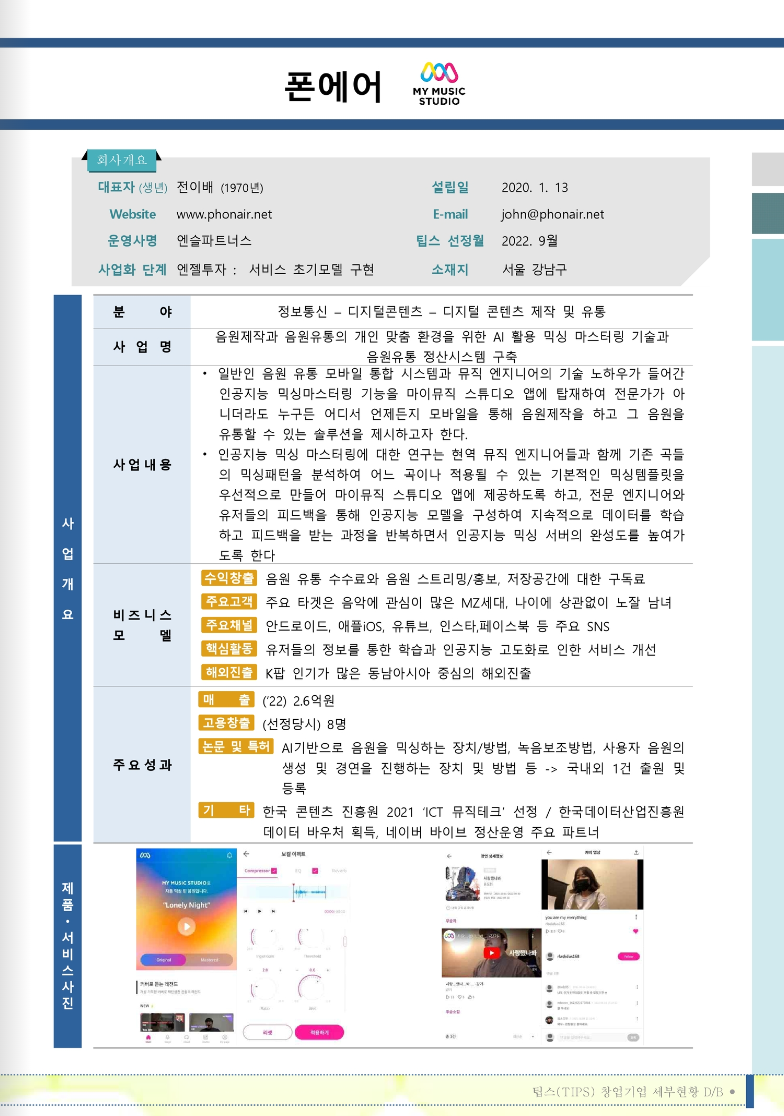 폰에어
MY MUSIC
STUDIO
회사개요
대표자 (생년) 전이배 (1970년) 설립일 2020. 1. 13
Website www.phonair.net E-mail john@phonair.net
운영사명 엔슬파트너스 팁스 선정월 2022. 9월
사업화 단계 엔젤투자 : 서비스 초기모델 구현 소재지 서울 강남구
사 업 개 요
분 야
정보통신 – 디지털콘텐츠 – 디지털 콘텐츠 제작 및 유통
사 업 명
음원제작과 음원유통의 개인 맞춤 환경을 위한 AI 활용 믹싱 마스터링 기술과
음원유통 정산시스템 구축
사업내용
• 일반인 음원 유통 모바일 통합 시스템과 뮤직 엔지니어의 기술 노하우가 들어간
인공지능 믹싱마스터링 기능을 마이뮤직 스튜디오 앱에 탑재하여 전문가가 아
니더라도 누구든 어디서 언제든지 모바일을 통해 음원제작을 하고 그 음원을
유통할 수 있는 솔루션을 제시하고자 한다.
• 인공지능 믹싱 마스터링에 대한 연구는 현역 뮤직 엔지니어들과 함께 기존 곡들
의 믹싱패턴을 분석하여 어느 곡이나 적용될 수 있는 기본적인 믹싱템플릿을
우선적으로 만들어 마이뮤직 스튜디오 앱에 제공하도록 하고, 전문 엔지니어와
유저들의 피드백을 통해 인공지능 모델을 구성하여 지속적으로 데이터를 학습
하고 피드백을 받는 과정을 반복하면서 인공지능 믹싱 서버의 완성도를 높여가
도록 한다
비즈니스
모 델
수익창출 음원 유통 수수료와 음원 스트리밍/홍보, 저장공간에 대한 구독료
주요고객 주요 타겟은 음악에 관심이 많은 MZ세대, 나이에 상관없이 노잘 남녀
주요채널 안드로이드, 애플iOS, 유튜브, 인스타,페이스북 등 주요 SNS
핵심활동 유저들의 정보를 통한 학습과 인공지능 고도화로 인한 서비스 개선
해외진출 K팝 인기가 많은 동남아시아 중심의 해외진출
주요성과
매 출 ('22) 2.6억원
고용창출 (선정당시) 8명
논문 및 특허 AI기반으로 음원을 믹싱하는 장치/방법, 녹음보조방법, 사용자 음원의
생성 및 경연을 진행하는 장치 및 방법 등 -> 국내외 1건 출원 및
등록
기 타 한국 콘텐츠 진흥원 2021 ‘ICT 뮤직테크’ 선정 / 한국데이터산업진흥원
데이터 바우처 획득, 네이버 바이브 정산운영 주요 파트너
제품·서비스사진
MY MUSIC STUDIO
"Lonely Night"
Original Mastered
NEW
보컬 이펙트
Compressor
리셋
적용하기
사랑했나봐
you are my everything
팁스(TIPS) 창업기업 세부현황 D/B